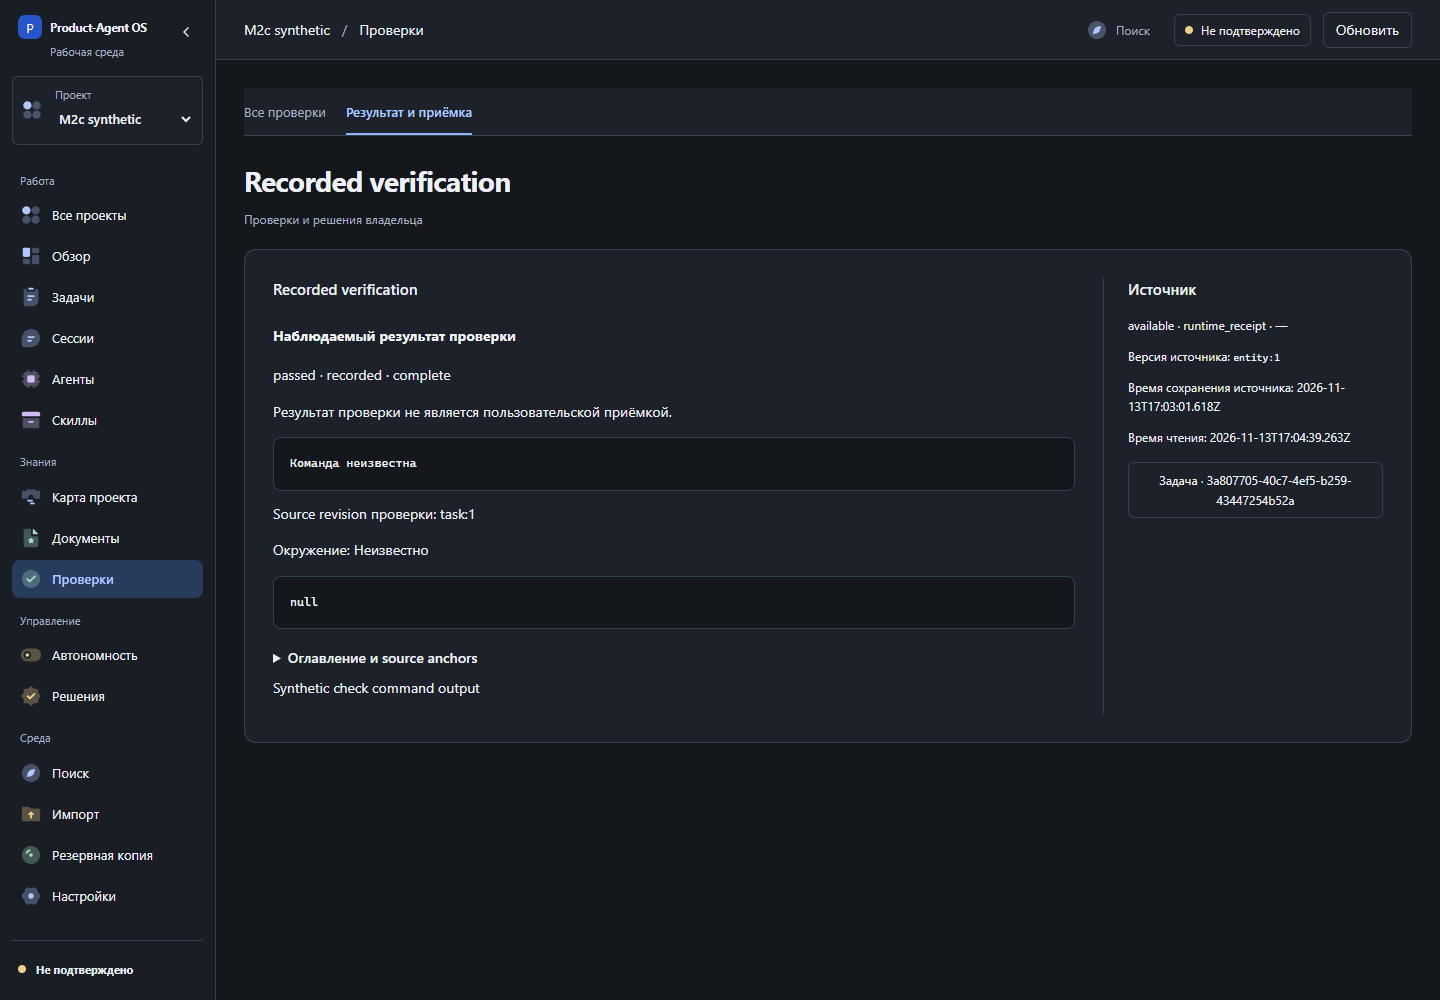 P
Product-Agent OS
Рабочая среда
Проект
M2c synthetic
Работа
Все проекты
Обзор
Задачи
Сессии
Агенты
Скиллы
Знания
Карта проекта
Документы
Проверки
Управление
Автономность
Решения
Среда
Поиск
Импорт
Резервная копия
Настройки
Не подтверждено
M2c synthetic / Проверки
Поиск
Не подтверждено
Обновить
Все проверки
Результат и приёмка
Recorded verification
Проверки и решения владельца
Recorded verification
Наблюдаемый результат проверки
passed · recorded · complete
Результат проверки не является пользовательской приёмкой.
Команда неизвестна
Source revision проверки: task:1
Окружение: Неизвестно
null
Оглавление и source anchors
Synthetic check command output
Источник
available · runtime_receipt · —
Версия источника: entity:1
Время сохранения источника: 2026-11-
13T17:03:01.618Z
Время чтения: 2026-11-13T17:04:39.263Z
Задача · 3a807705-40c7-4ef5-b259-
43447254b52a